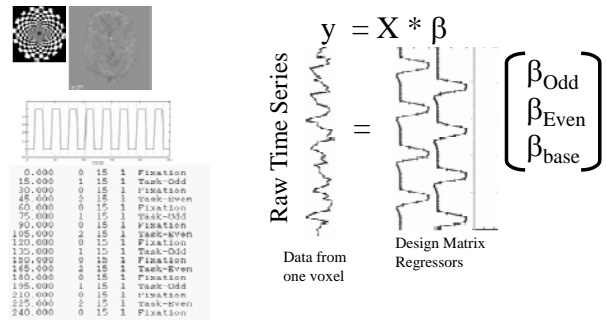 y = X * β
Raw Time Series
=
β_Odd
β_Even
β_base
Data from
one voxel
Design Matrix
Regressors
0.000 0 15 1 Fixation
15.000 1 15 1 Task-Odd
30.000 0 15 1 Fixation
45.000 2 15 1 Task-Even
60.000 0 15 1 Fixation
75.000 1 15 1 Task-Odd
90.000 0 15 1 Fixation
105.000 2 15 1 Task-Even
120.000 0 15 1 Fixation
135.000 1 15 1 Task-Odd
150.000 0 15 1 Fixation
165.000 2 15 1 Task-Even
180.000 0 15 1 Fixation
195.000 1 15 1 Task-Odd
210.000 0 15 1 Fixation
225.000 2 15 1 Task-Even
240.000 0 15 1 Fixation